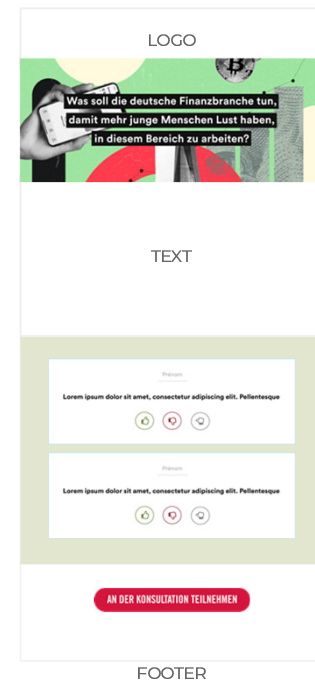 LOGO
Was soll die deutsche Finanzbranche tun,
damit mehr junge Menschen Lust haben,
in diesem Bereich zu arbeiten?
TEXT
Prénom
Lorem ipsum dolor sit amet, consectetur adipiscing elit. Pellentesque
Prénom
Lorem ipsum dolor sit amet, consectetur adipiscing elit. Pellentesque
AN DER KONSULTATION TEILNEHMEN
FOOTER